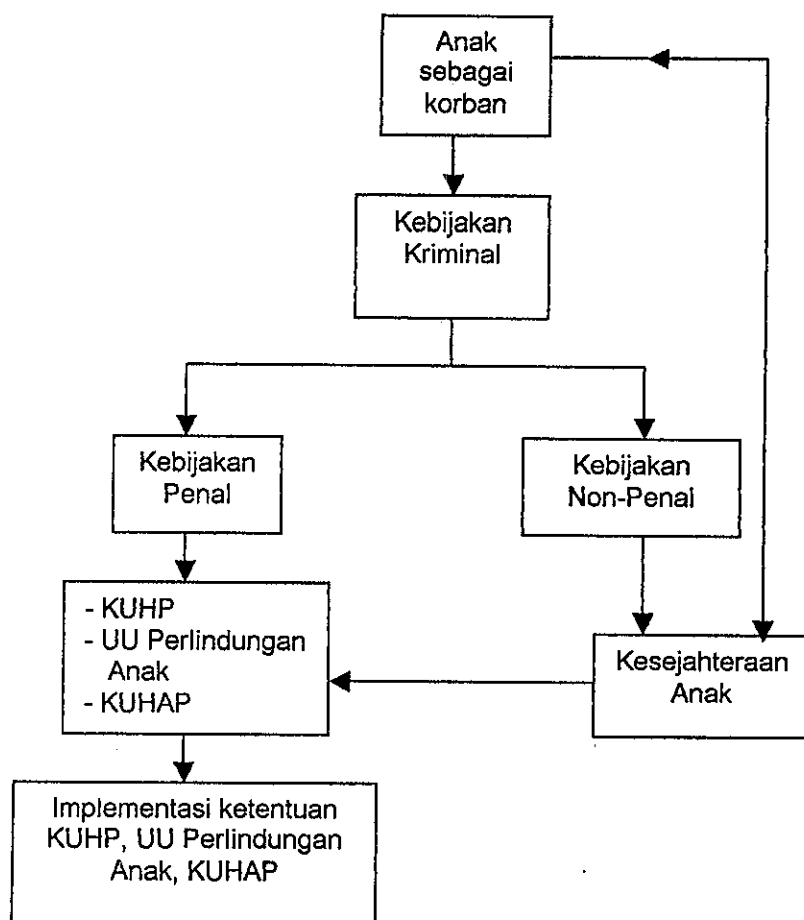 Anak
sebagai
korban
Kebijakan
Kriminal
Kebijakan
Penal
Kebijakan
Non-Penal
- KUHP
- UU Perlindungan
Anak
- KUHAP
Kesejahteraan
Anak
Implementasi ketentuan
KUHP, UU Perlindungan
Anak, KUHAP